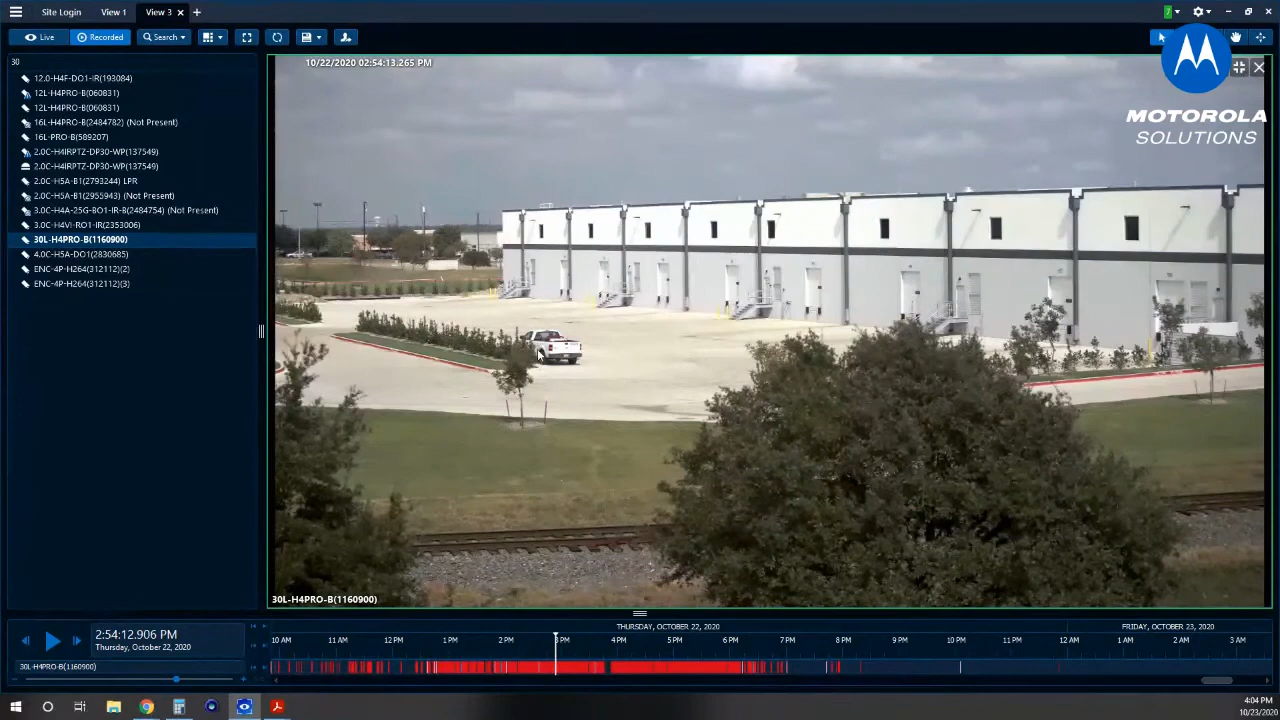 Site Login View 1 View 3
7
Live Recorded Search
30
12.0-H4F-DO1-IR(193084)
12L-H4PRO-B(060831)
12L-H4PRO-B(060831)
16L-H4PRO-B(2484782) (Not Present)
16L-PRO-B(589207)
2.0C-H4IRPTZ-DP30-WP(137549)
2.0C-H4IRPTZ-DP30-WP(137549)
2.0C-H5A-B1(2793244) LPR
2.0C-H5A-B1(2955943) (Not Present)
3.0C-H4A-25G-BO1-IR-B(2484754) (Not Present)
3.0C-H4VI-RO1-IR(2353006)
30L-H4PRO-B(1160900)
4.0C-H5A-DO1(2830685)
ENC-4P-H264(312112)(2)
ENC-4P-H264(312112)(3)
10/22/2020 02:54:13.265 PM
MOTOROLA
SOLUTIONS
30L-H4PRO-B(1160900)
2:54:12.906 PM
Thursday, October 22, 2020
30L-H4PRO-B(1160900)
THURSDAY, OCTOBER 22, 2020 FRIDAY, OCTOBER 23, 2020
10 AM 11 AM 12 PM 1 PM 2 PM 3 PM 4 PM 5 PM 6 PM 7 PM 8 PM 9 PM 10 PM 11 PM 12 AM 1 AM 2 AM 3 AM
4:04 PM
10/23/2020